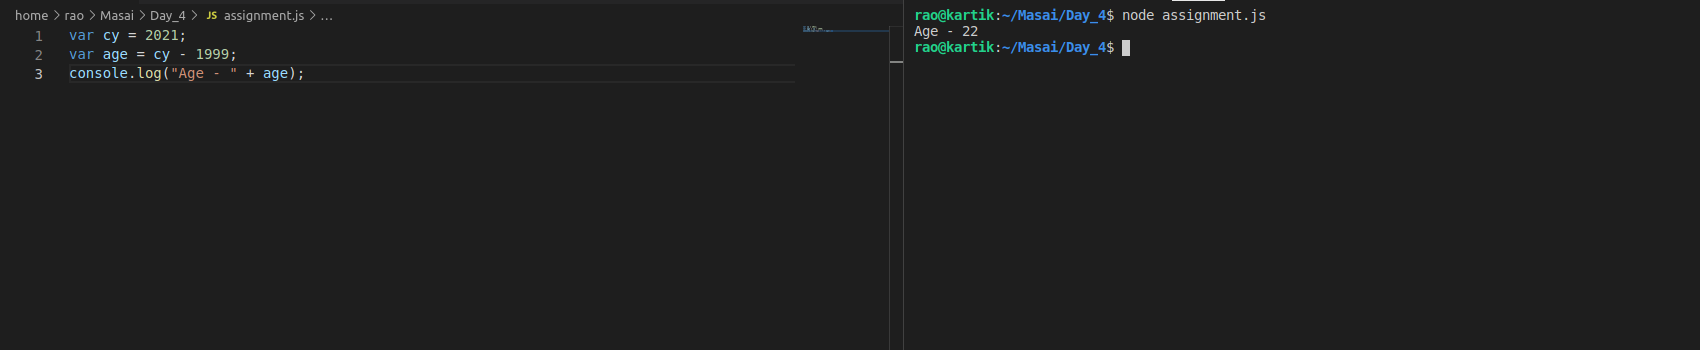 home > rao > Masai > Day_4 > JS assignment.js > ...
1 var cy = 2021;
2 var age = cy - 1999;
3 console.log("Age - " + age);
rao@kartik:~/Masai/Day_4$ node assignment.js
Age - 22
rao@kartik:~/Masai/Day_4$